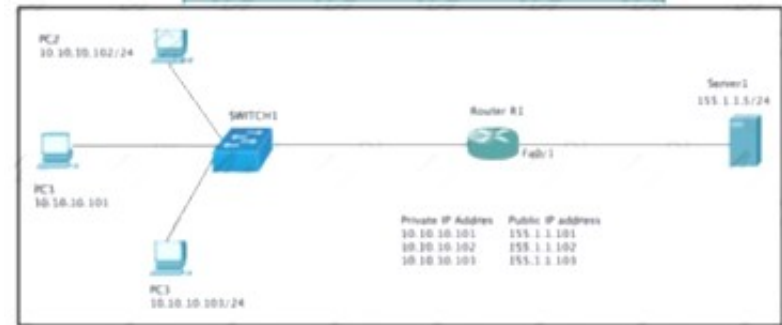 PC2
10.10.10.102/24
SWITCH1
Router R1
Server1
155.1.1.5/24
Fa0/1
PC1
10.10.10.101
Private IP Addres Public IP address
10.10.10.101 155.1.1.101
10.10.10.102 155.1.1.102
10.10.10.103 155.1.1.103
PC3
10.10.10.103/24